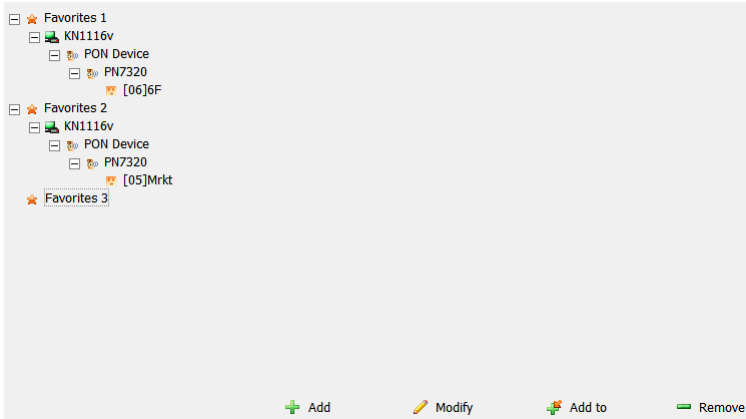 Favorites 1
KN1116v
PON Device
PN7320
[06]6F
Favorites 2
KN1116v
PON Device
PN7320
[05]Mrkt
Favorites 3
Add Modify Add to Remove